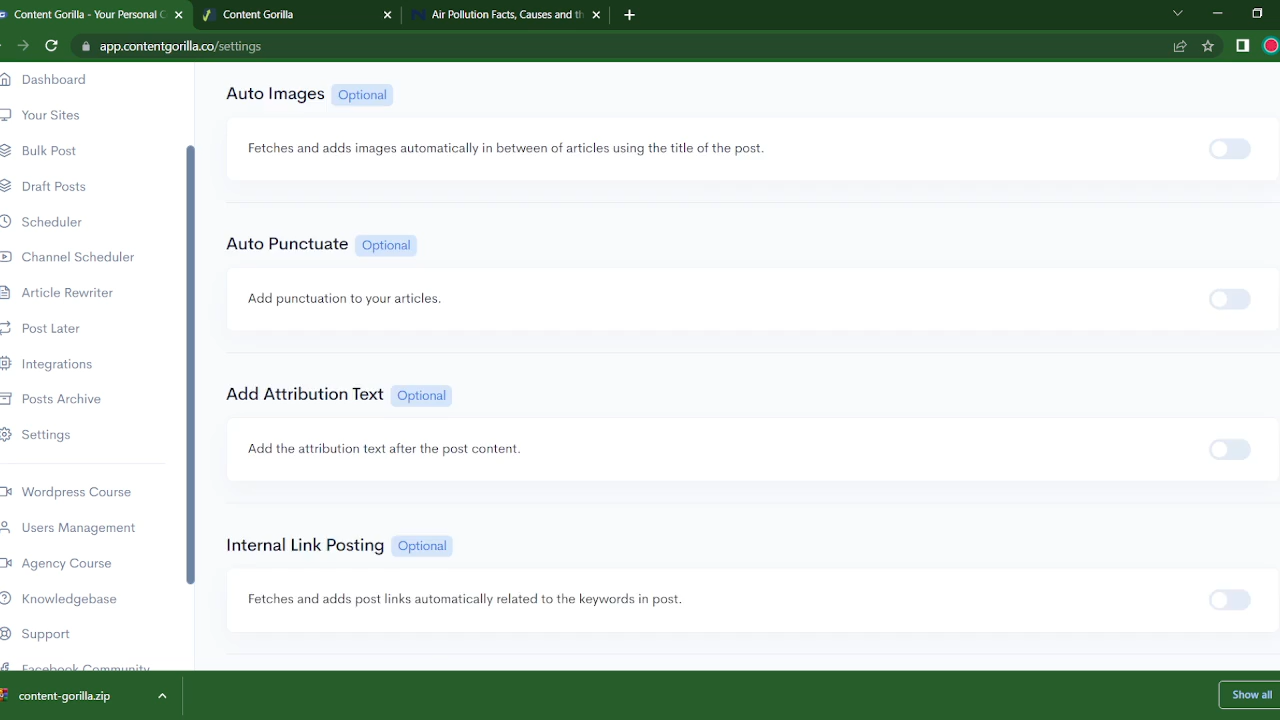 Content Gorilla - Your Personal C
Content Gorilla
Air Pollution Facts, Causes and th
app.contentgorilla.co/settings
Dashboard
Your Sites
Bulk Post
Draft Posts
Scheduler
Channel Scheduler
Article Rewriter
Post Later
Integrations
Posts Archive
Settings
Wordpress Course
Users Management
Agency Course
Knowledgebase
Support
Facebook Community
Auto Images Optional
Fetches and adds images automatically in between of articles using the title of the post.
Auto Punctuate Optional
Add punctuation to your articles.
Add Attribution Text Optional
Add the attribution text after the post content.
Internal Link Posting Optional
Fetches and adds post links automatically related to the keywords in post.
content-gorilla.zip
Show all